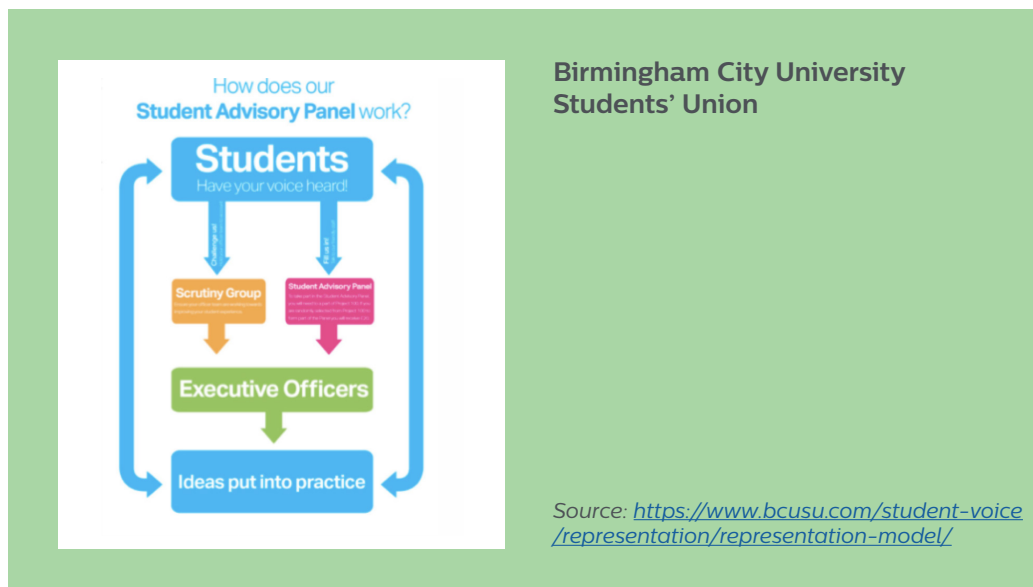 How does our
Student Advisory Panel work?
Students
Have your voice heard!
Challenge us!
Scrutiny Group
Student Advisory Panel
Executive Officers
Ideas put into practice
Birmingham City University
Students’ Union
Source: https://www.bcusu.com/student-voice
/representation/representation-model/